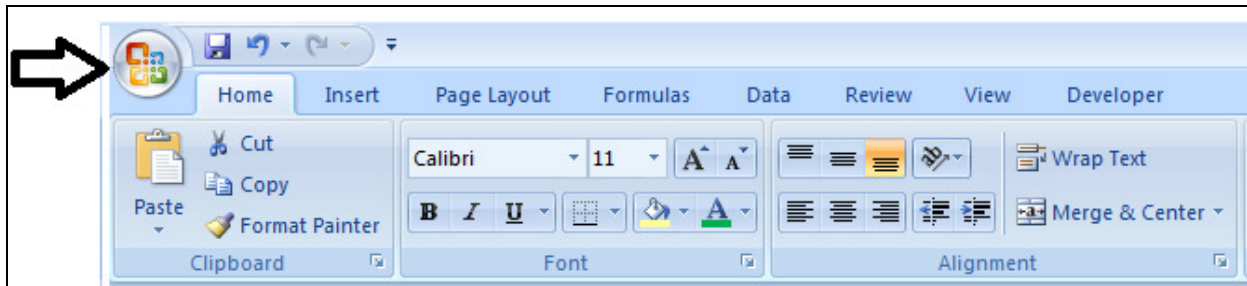 Home Insert Page Layout Formulas Data Review View Developer
Cut
Calibri 11 A A Wrap Text
Copy
Paste B I U A a Merge & Center
Format Painter
Clipboard Font Alignment